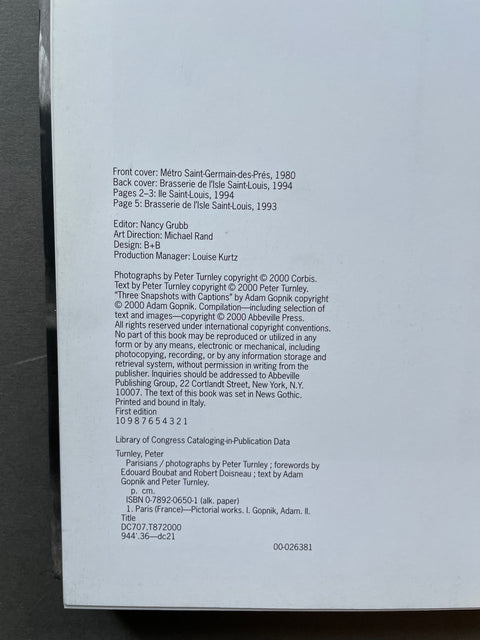 Front cover: Métro Saint-Germain-des-Prés, 1980
Back cover: Brasserie de l'Isle Saint-Louis, 1994
Pages 2–3: Ile Saint-Louis, 1994
Page 5: Brasserie de l'Isle Saint-Louis, 1993
Editor: Nancy Grubb
Art Direction: Michael Rand
Design: B+B
Production Manager: Louise Kurtz
Photographs by Peter Turnley copyright © 2000 Corbis.
Text by Peter Turnley copyright © 2000 Peter Turnley.
"Three Snapshots with Captions" by Adam Gopnik copyright
© 2000 Adam Gopnik. Compilation—including selection of
text and images—copyright © 2000 Abbeville Press.
All rights reserved under international copyright conventions.
No part of this book may be reproduced or utilized in any
form or by any means, electronic or mechanical, including
photocopying, recording, or by any information storage and
retrieval system, without permission in writing from the
publisher. Inquiries should be addressed to Abbeville
Publishing Group, 22 Cortlandt Street, New York, N.Y.
10007. The text of this book was set in News Gothic.
Printed and bound in Italy.
First edition
10 9 8 7 6 5 4 3 2 1
Library of Congress Cataloging-in-Publication Data
Turnley, Peter
Parisians / photographs by Peter Turnley ; forewords by
Edouard Boubat and Robert Doisneau ; text by Adam
Gopnik and Peter Turnley.
p. cm.
ISBN 0-7892-0650-1 (alk. paper)
1. Paris (France)—Pictorial works. I. Gopnik, Adam. II.
Title
DC707.T872000
944'.36—dc21
00-026381